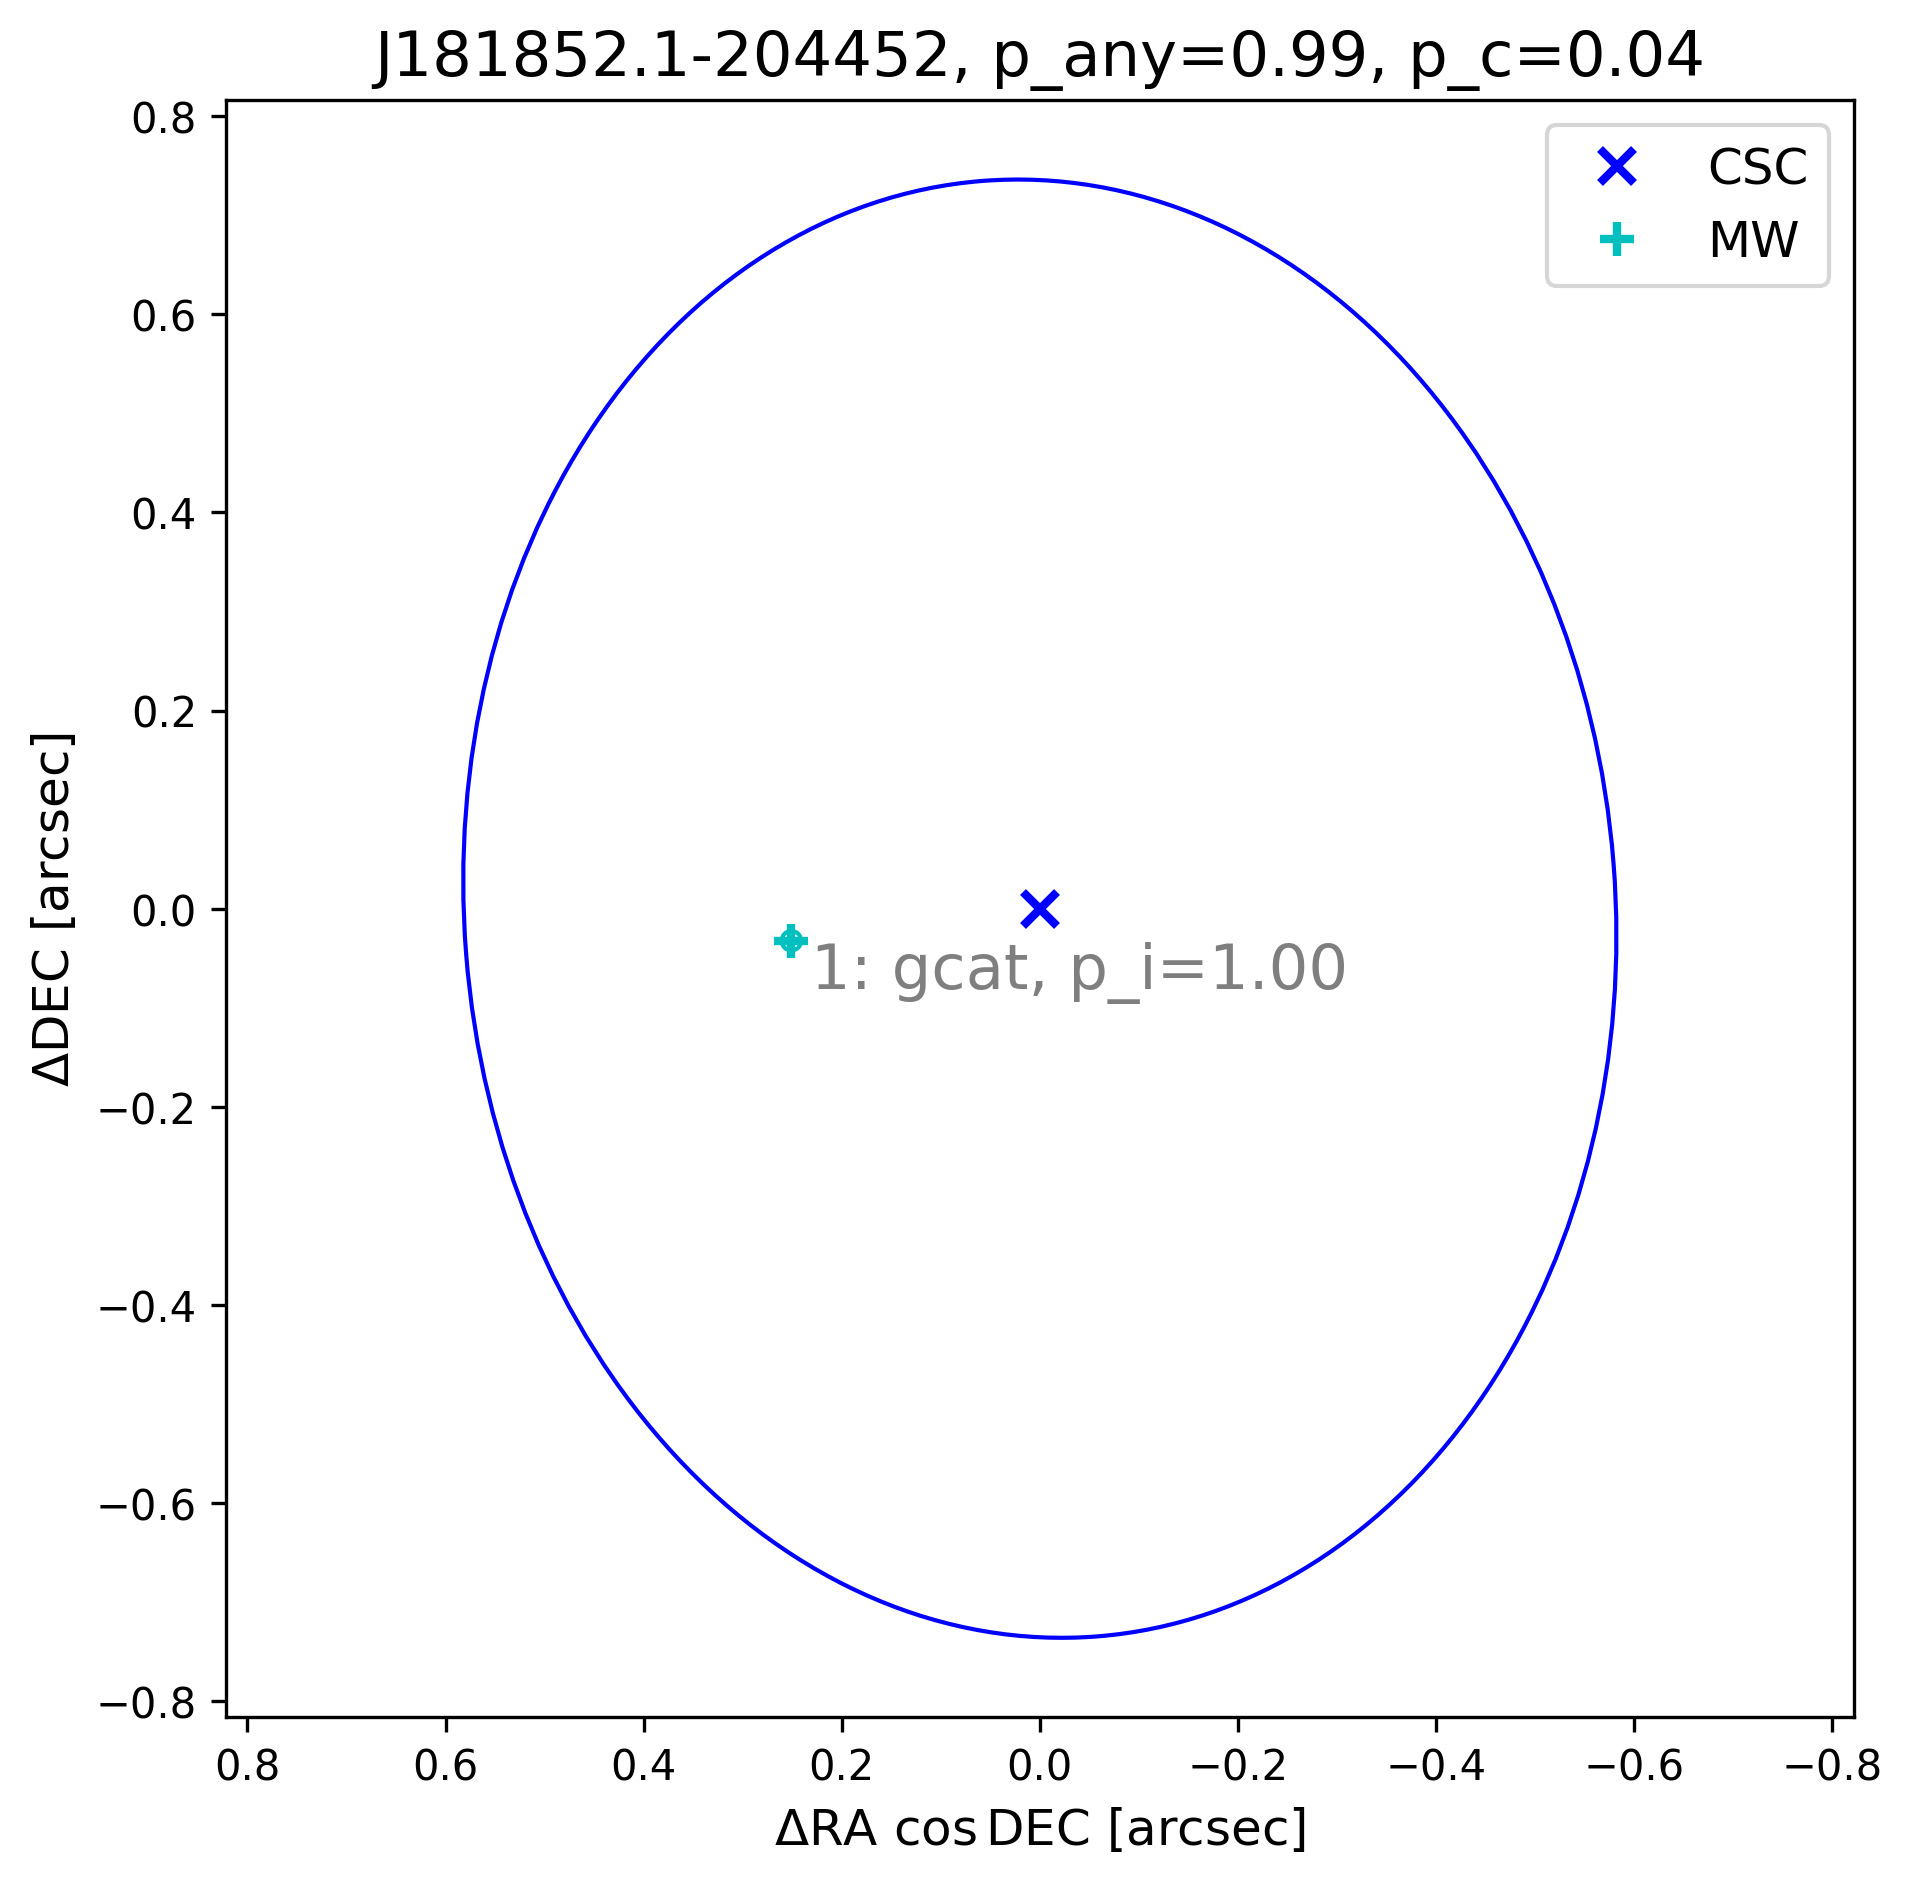 J181852.1-204452, p_any=0.99, p_c=0.04
CSC
MW
0.8
0.6
0.4
0.2
0.0
−0.2
−0.4
−0.6
−0.8
ΔDEC [arcsec]
1: gcat, p_i=1.00
0.8 0.6 0.4 0.2 0.0 −0.2 −0.4 −0.6 −0.8
ΔRA cos DEC [arcsec]